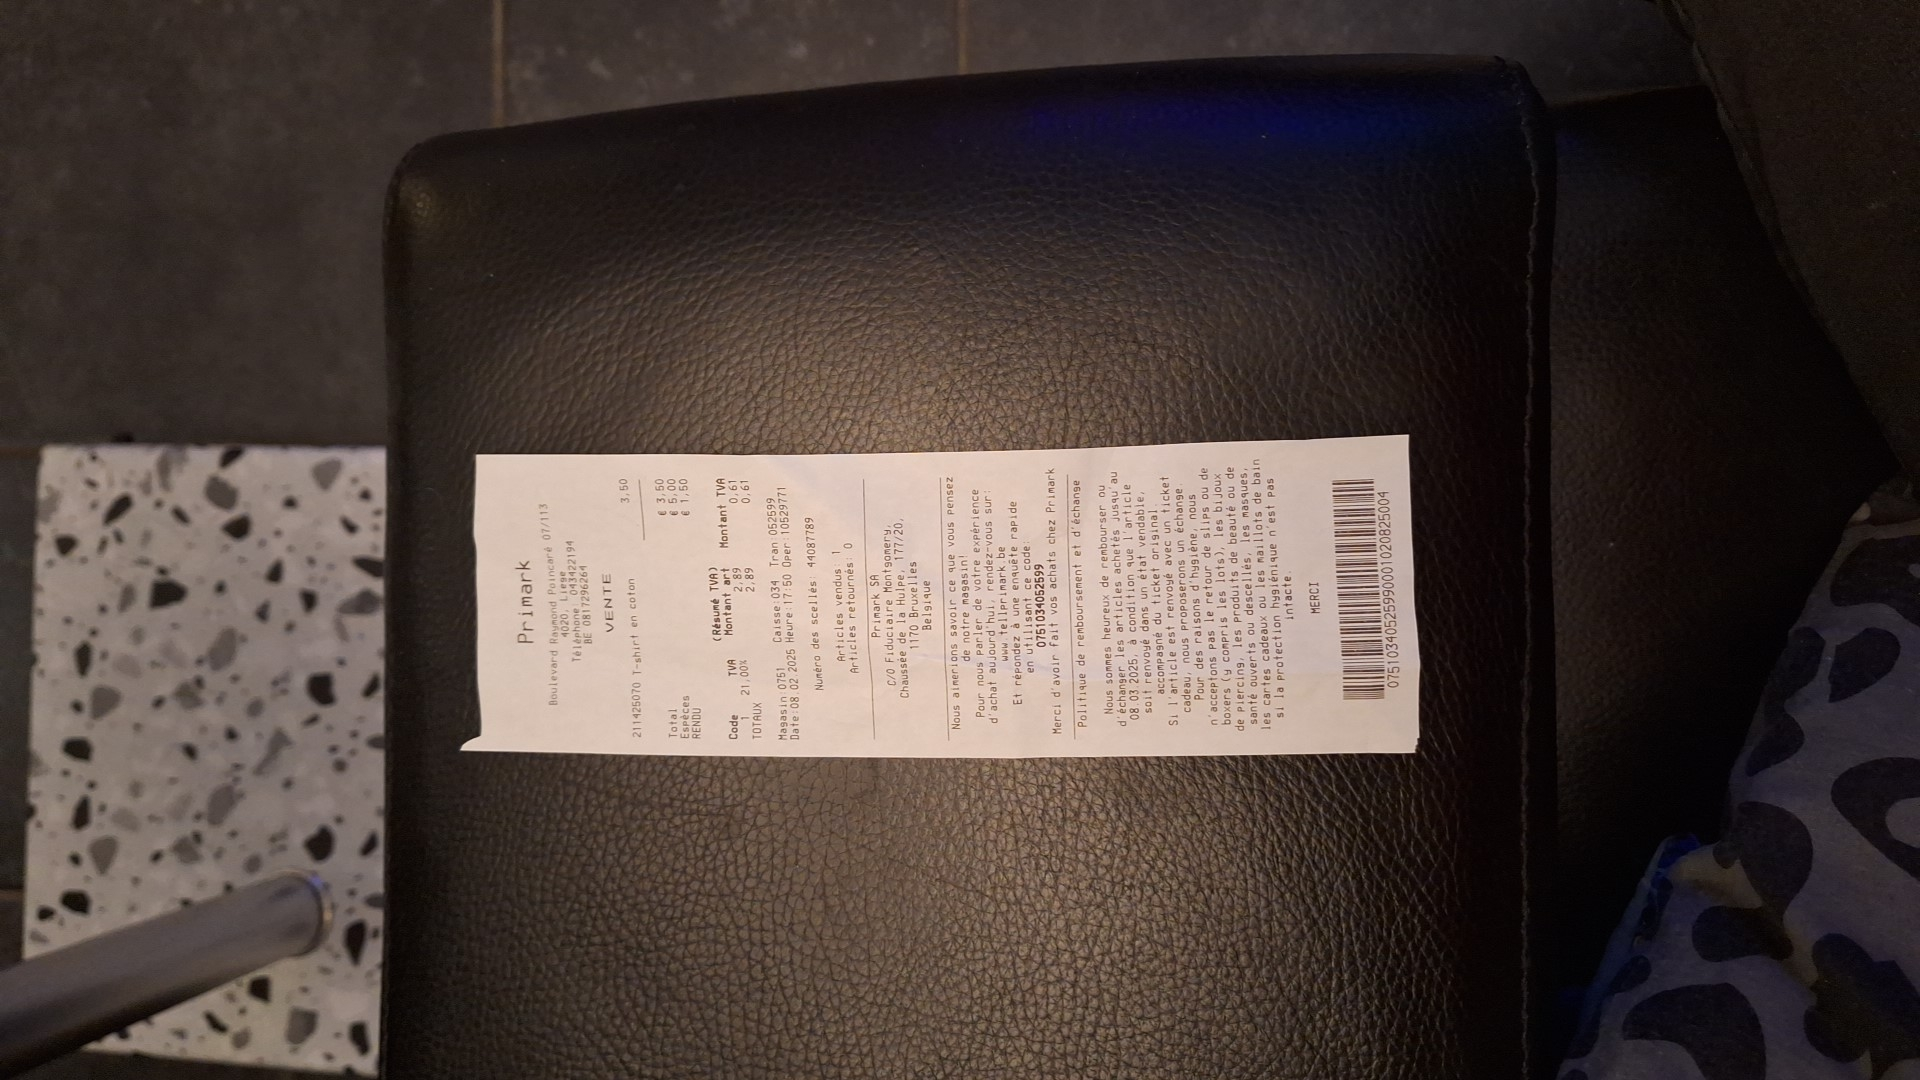 Primark
Boulevard Raymond Poincaré 07/113
4020, Liège
Téléphone: 043422194
BE 0817296264
VENTE
211425070 T-shirt en coton 3,50
Total € 3,50
Espèces € 5,00
RENDU € 1,50
(Résumé TVA)
Code TVA Montant art Montant TVA
1 21,00% 2,89 0,61
TOTAUX 2,89 0,61
Magasin:0751 Caisse:034 Tran:052599
Date:08.02.2025 Heure:17:50 Oper:10529771
Numéro des scelliés: 44087789
Articles vendus: 1
Articles retournés: 0
Primark SA
C/O Fiduciaire Montgomery,
Chaussée de la Hulpe, 177/20,
1170 Bruxelles
Belgique
Nous aimerions savoir ce que vous pensez
de notre magasin!
Pour nous parler de votre expérience
d'achat aujourd'hui, rendez-vous sur:
www.tellprimark.be
Et répondez à une enquête rapide
en utilisant ce code:
0751034052599
Merci d'avoir fait vos achats chez Primark
Politique de remboursement et d'échange
Nous sommes heureux de rembourser ou
d'échanger les articles achetés jusqu'au
08.03.2025, à condition que l'article
soit renvoyé dans un état vendable,
accompagné du ticket original.
Si l'article est renvoyé avec un ticket
cadeau, nous proposerons un échange.
Pour des raisons d'hygiène, nous
n'acceptons pas le retour de slips ou de
boxers (y compris les lots), les bijoux
de piercing, les produits de beauté ou de
santé ouverts ou descellés, les masques,
les cartes cadeaux ou les maillots de bain
si la protection hygiénique n'est pas
intacte.
MERCI
07510340525990001020825004